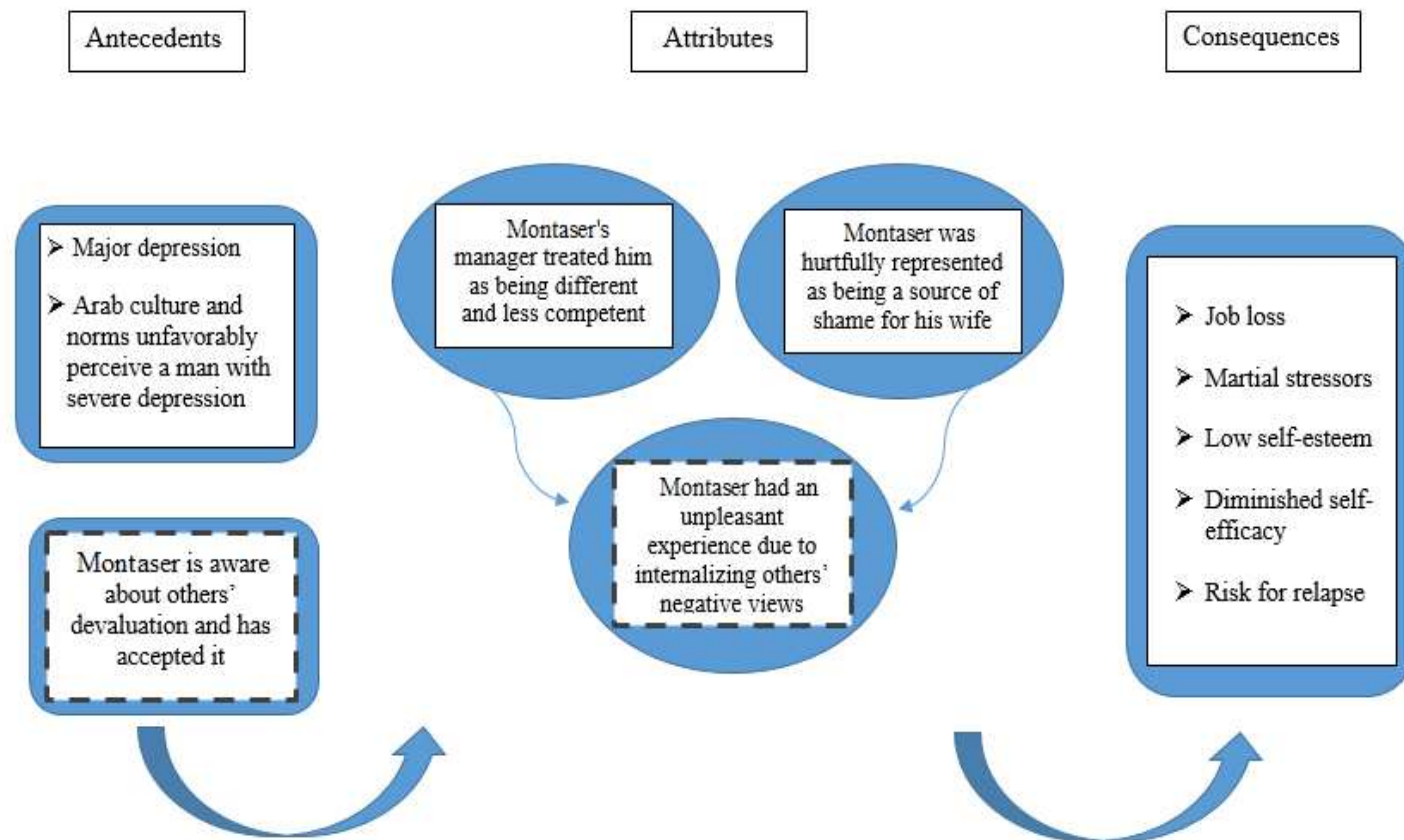 Antecedents
Attributes
Consequences
➤ Major depression
➤ Arab culture and
norms unfavorably
perceive a man with
severe depression
Montaser is aware
about others’
devaluation and has
accepted it
Montaser's
manager treated him
as being different
and less competent
Montaser was
hurtfully represented
as being a source of
shame for his wife
Montaser had an
unpleasant
experience due to
internalizing others’
negative views
➤ Job loss
➤ Martial stressors
➤ Low self-esteem
➤ Diminished self-
efficacy
➤ Risk for relapse